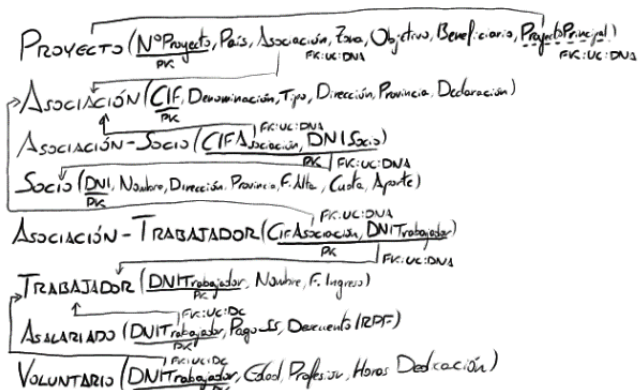 PROYECTO (NºProyecto, País, Asociación, Zona, Objetivo, Beneficiario, ProyectoPrincipal)
PK FK:UC:DNA FK:UC:DNA
ASOCIACIÓN (CIF, Denominación, Tipo, Dirección, Provincia, Declaración)
PK FK:UC:DNA
ASOCIACIÓN-SOCIO (CIFAsociación, DNISocio)
PK FK:UC:DNA
SOCIO (DNI, Nombre, Dirección, Provincia, F.Alta, Cuota, Aporte)
PK FK:UC:DNA
ASOCIACIÓN-TRABAJADOR (CIFAsociación, DNITrabajador)
PK FK:UC:DNA
TRABAJADOR (DNITrabajador, Nombre, F. Ingreso)
PK FK:UC:DC
ASALARIADO (DNITrabajador, Pago SS, Descuento IRPF)
PK FK:UC:DC
VOLUNTARIO (DNITrabajador, Edad, Profesión, Horas Dedicación)
PK